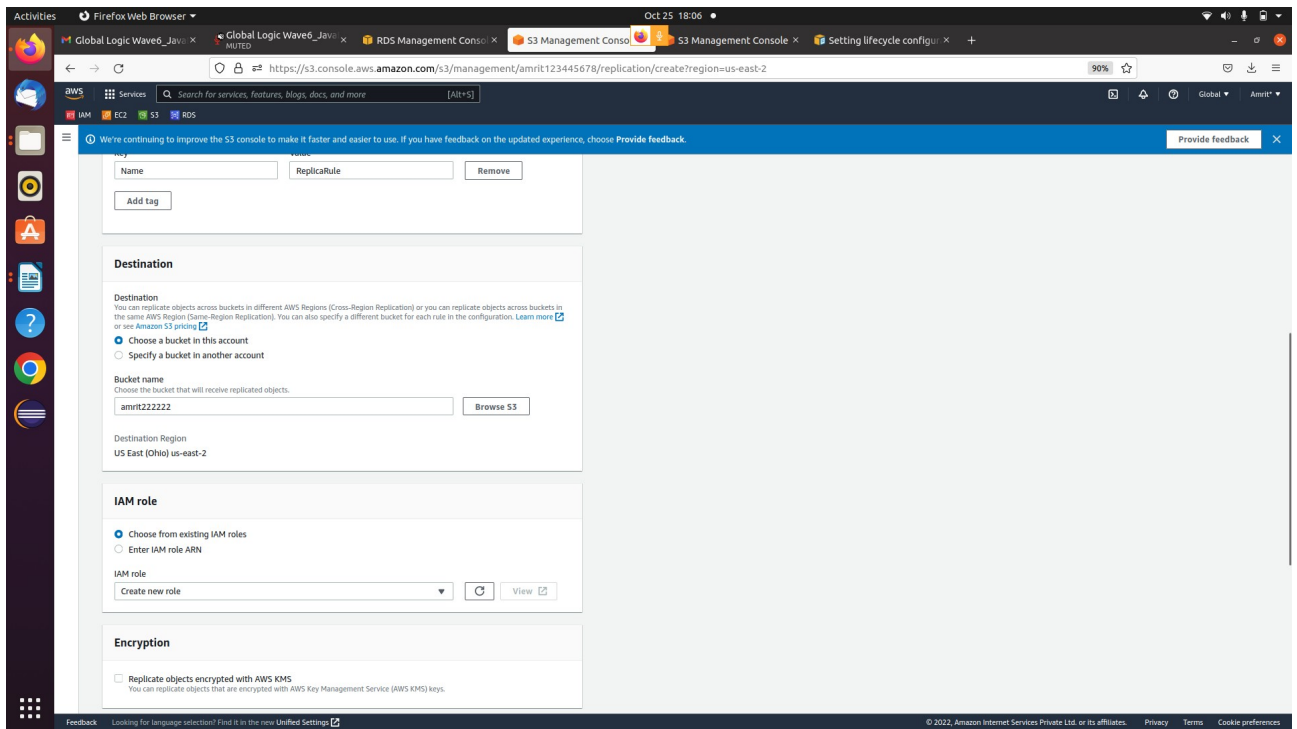 Activities
Firefox Web Browser
Oct 25 18:06
Global Logic Wave6_Java
Global Logic Wave6_Java
MUTED
RDS Management Consol
S3 Management Conso
S3 Management Console
Setting lifecycle configur
https://s3.console.aws.amazon.com/s3/management/amrit123445678/replication/create?region=us-east-2
90%
aws
Services
Search for services, features, blogs, docs, and more
[Alt+S]
Global
Amrit*
IAM
EC2
S3
RDS
We're continuing to improve the S3 console to make it faster and easier to use. If you have feedback on the updated experience, choose Provide feedback.
Provide feedback
Key
Value
Name
ReplicaRule
Remove
Add tag
Destination
Destination
You can replicate objects across buckets in different AWS Regions (Cross-Region Replication) or you can replicate objects across buckets in
the same AWS Region (Same-Region Replication). You can also specify a different bucket for each rule in the configuration. Learn more
or see Amazon S3 pricing
Choose a bucket in this account
Specify a bucket in another account
Bucket name
Choose the bucket that will receive replicated objects.
amrit222222
Browse S3
Destination Region
US East (Ohio) us-east-2
IAM role
Choose from existing IAM roles
Enter IAM role ARN
IAM role
Create new role
View
Encryption
Replicate objects encrypted with AWS KMS
You can replicate objects that are encrypted with AWS Key Management Service (AWS KMS) keys.
Feedback
Looking for language selection? Find it in the new Unified Settings
© 2022, Amazon Internet Services Private Ltd. or its affiliates.
Privacy
Terms
Cookie preferences